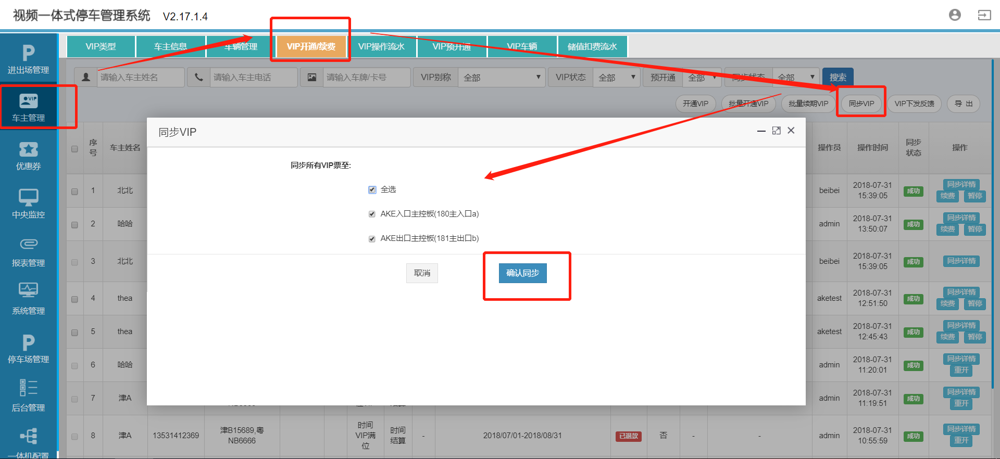 视频一体式停车管理系统 V2.17.1.4
VIP类型 车主信息 车辆管理 VIP开通/续费 VIP操作流水 VIP预开通 VIP车辆 储值扣费流水
请输入车主姓名 请输入车主电话 请输入车牌/卡号 VIP别称 全部 VIP状态 全部 预开通 全部 同步状态 全部 搜索
开通VIP 批量开通VIP 批量续期VIP 同步VIP VIP下发反馈 导 出
进出场管理
车主管理
优惠券
中央监控
报表管理
系统管理
停车场管理
后台管理
一体机配置
序号 车主姓名 操作员 操作时间 同步状态 操作
同步VIP
同步所有VIP票至:
全选
AKE入口主控板(180主入口a)
AKE出口主控板(181主出口b)
取消 确认同步
1 北北 beibei 2018-07-31 15:39:05 成功 同步详情 续费 暂停
2 哈哈 admin 2018-07-31 13:50:07 成功 同步详情 续费 暂停
3 北北 beibei 2018-07-31 15:39:05 成功 同步详情
4 thea aketest 2018-07-31 12:51:50 成功 同步详情 续费 暂停
5 thea aketest 2018-07-31 12:45:43 成功 同步详情 续费 暂停
6 哈哈 admin 2018-07-31 11:20:01 成功 同步详情 重开
7 津A admin 2018-07-31 11:19:51 成功 同步详情 重开
8 津A 13531412369 津B15689,粤NB6666 时间VIP满位 时间结算 - 2018/07/01-2018/08/31 已退款 否 - - admin 2018-07-31 10:55:59 成功 同步详情 重开